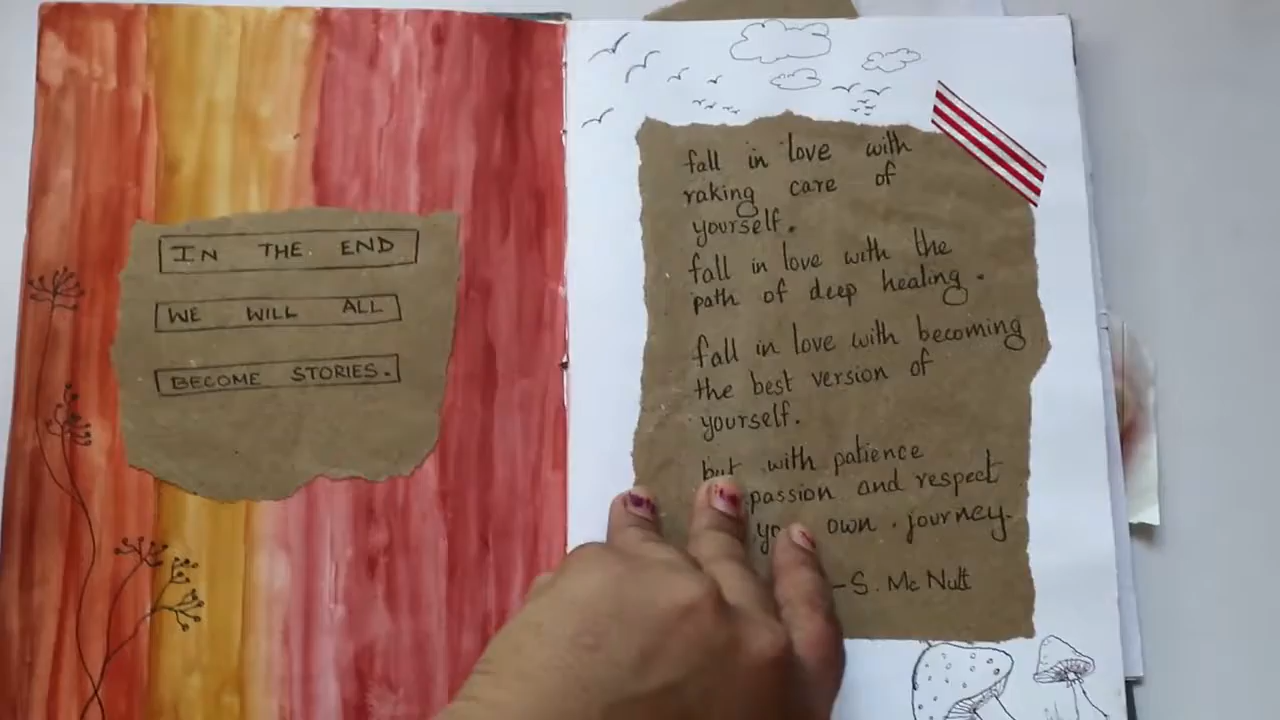 IN THE END
WE WILL ALL
BECOME STORIES.
fall in love with
raking care of
yourself.
fall in love with the
path of deep healing.
fall in love with becoming
the best version of
yourself.
but with patience
passion and respect
own journey.
-S. Mc Nult